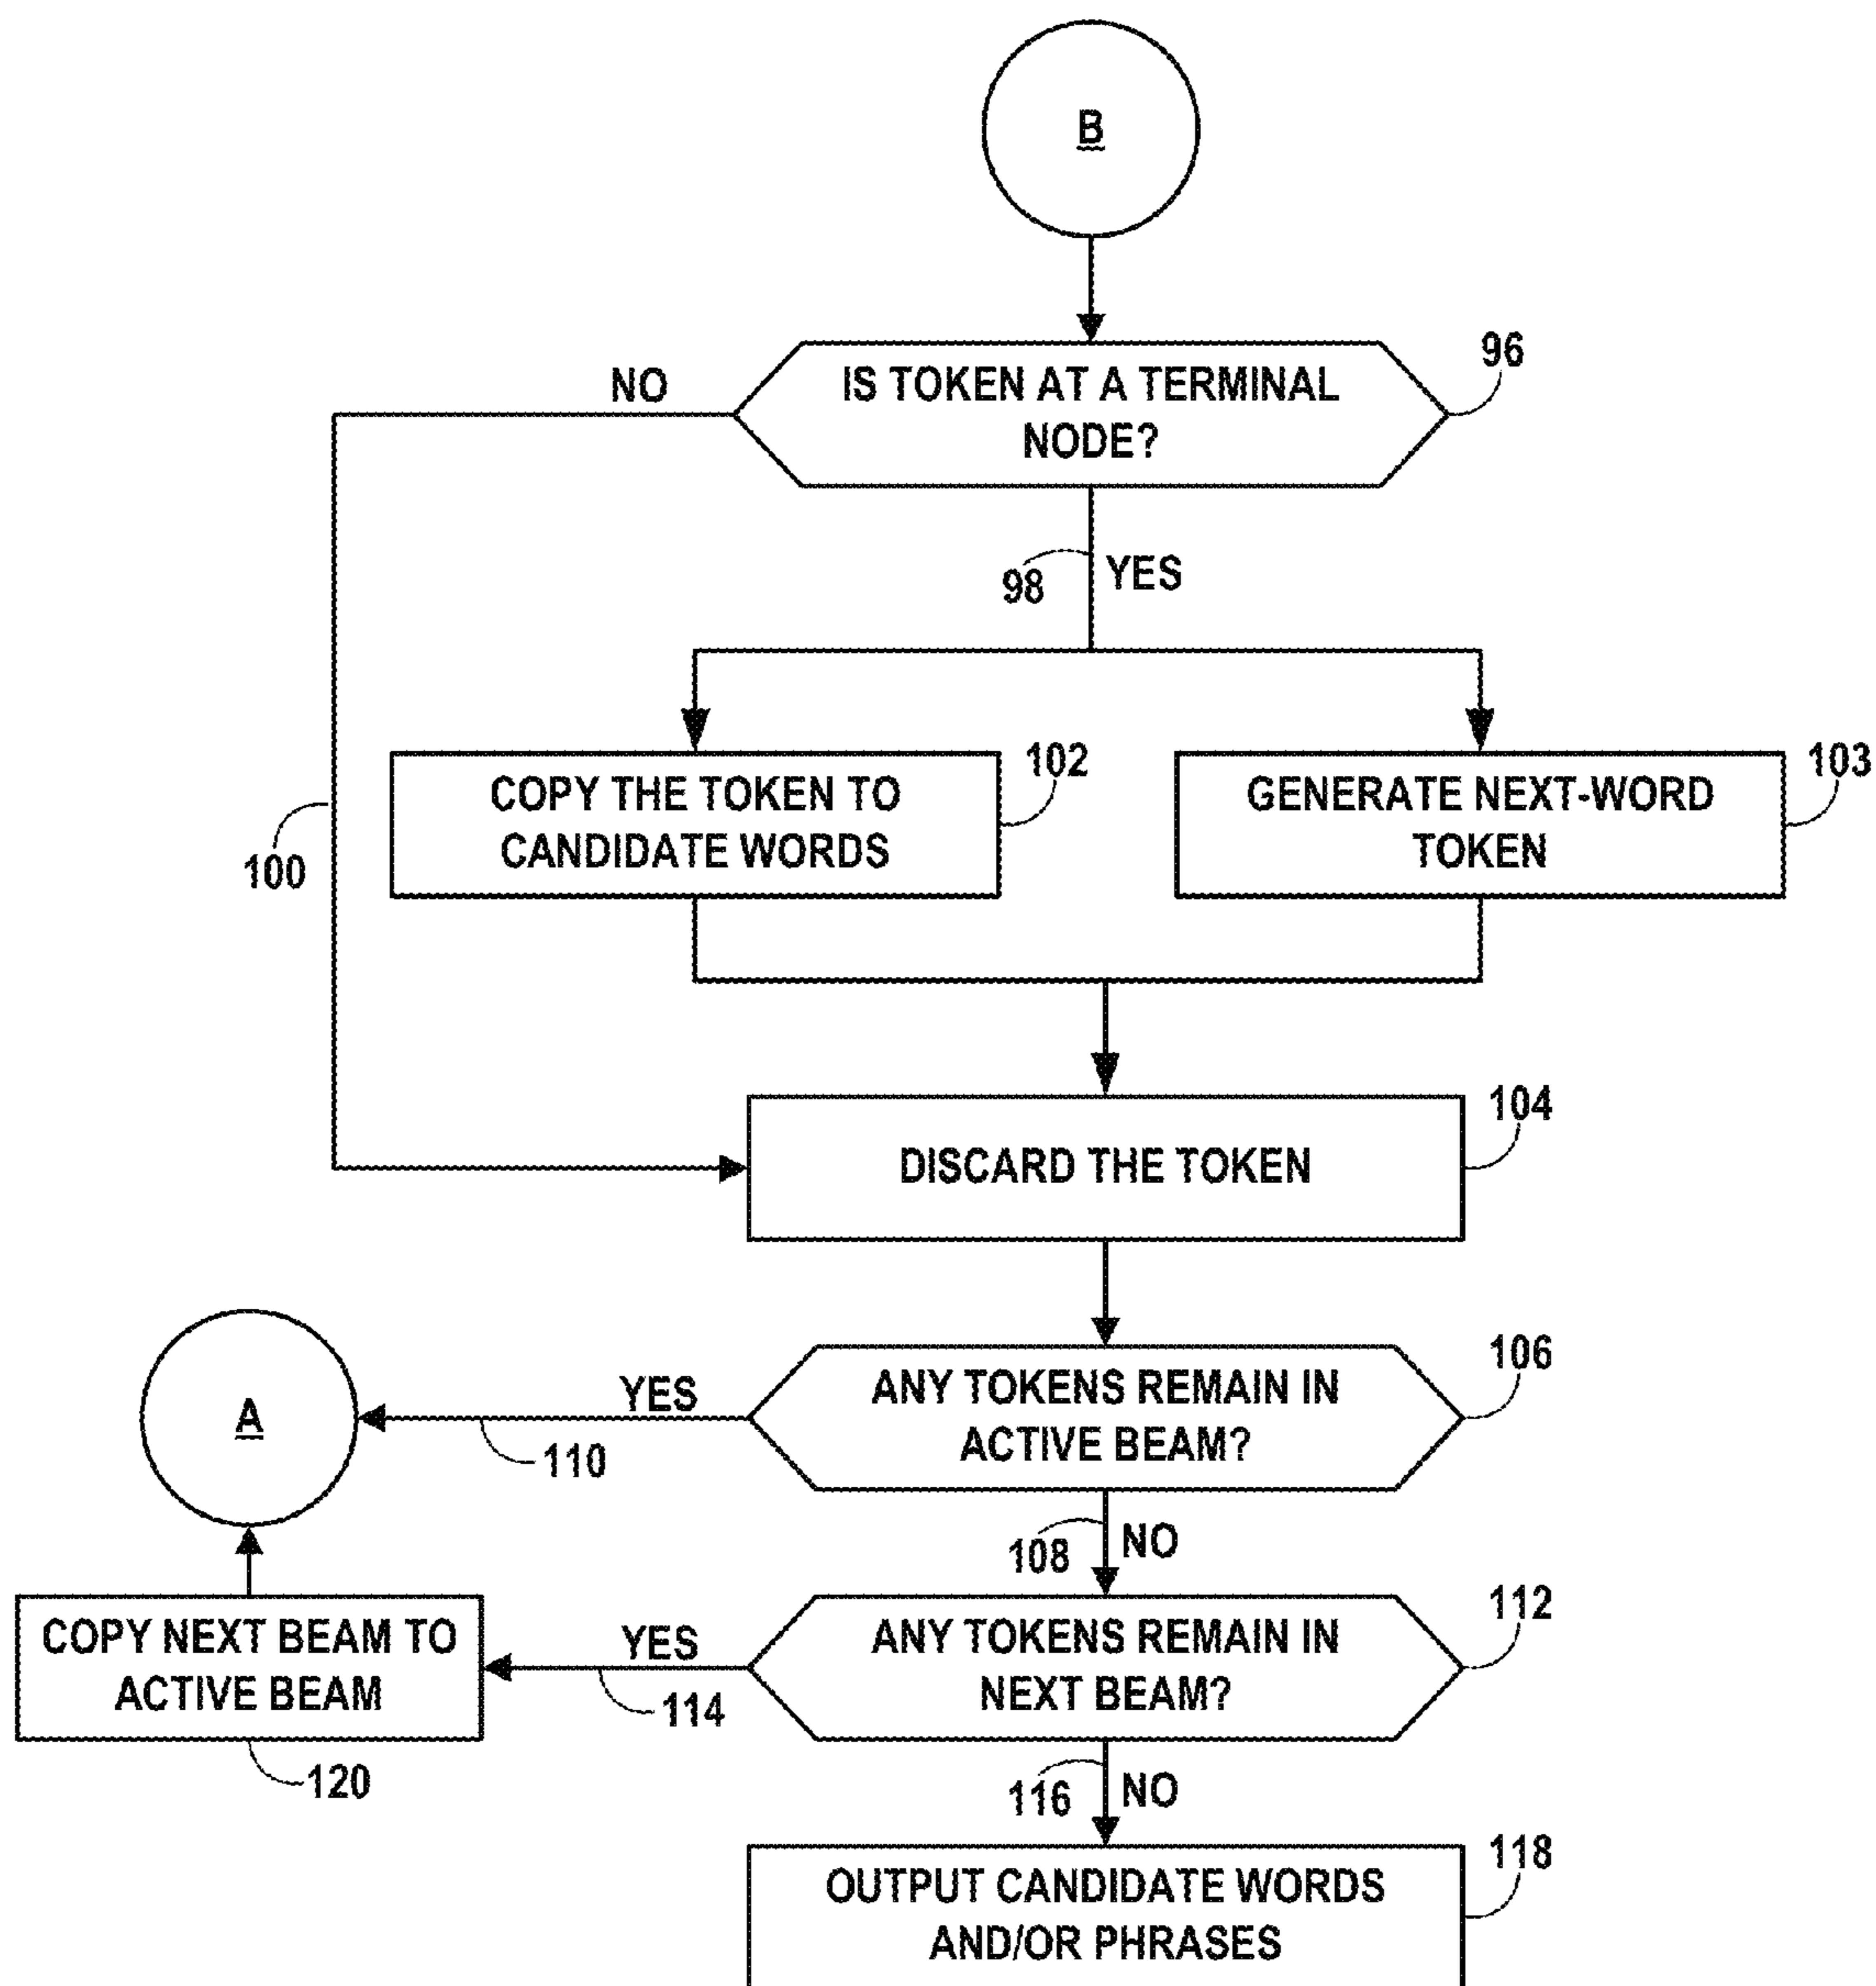 B
IS TOKEN AT A TERMINAL
NODE?
96
NO
98
YES
COPY THE TOKEN TO
CANDIDATE WORDS
102
GENERATE NEXT-WORD
TOKEN
103
100
DISCARD THE TOKEN
104
A
YES
110
ANY TOKENS REMAIN IN
ACTIVE BEAM?
106
108
NO
COPY NEXT BEAM TO
ACTIVE BEAM
120
YES
114
ANY TOKENS REMAIN IN
NEXT BEAM?
112
116
NO
OUTPUT CANDIDATE WORDS
AND/OR PHRASES
118